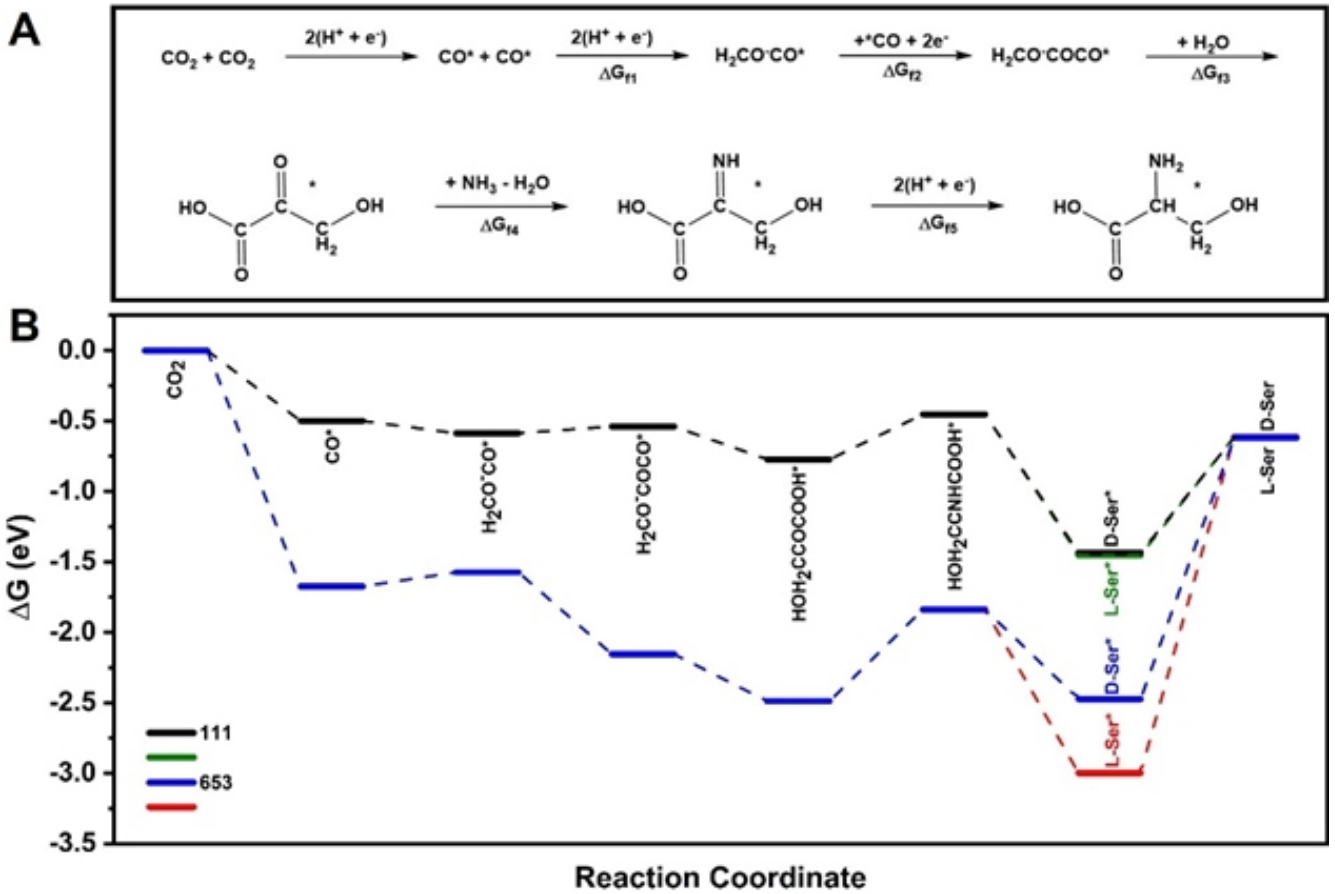 A
CO₂ + CO₂ 2(H⁺ + e⁻) CO* + CO* 2(H⁺ + e⁻) ΔGf1 H₂CO⁻CO* +*CO + 2e⁻ ΔGf2 H₂CO⁻COCO* + H₂O ΔGf3
HO C O C O C H₂ OH * + NH₃ - H₂O ΔGf4 HO C O C NH C H₂ OH * 2(H⁺ + e⁻) ΔGf5 HO C O CH NH₂ C H₂ OH *
B
ΔG (eV)
0.0
-0.5
-1.0
-1.5
-2.0
-2.5
-3.0
-3.5
CO₂
CO*
H₂CO⁻CO*
H₂CO⁻COCO*
HOH₂CCOCOOH*
HOH₂CCNHCOOH*
D-Ser*
L-Ser*
D-Ser*
L-Ser*
D-Ser
L-Ser
111
653
Reaction Coordinate